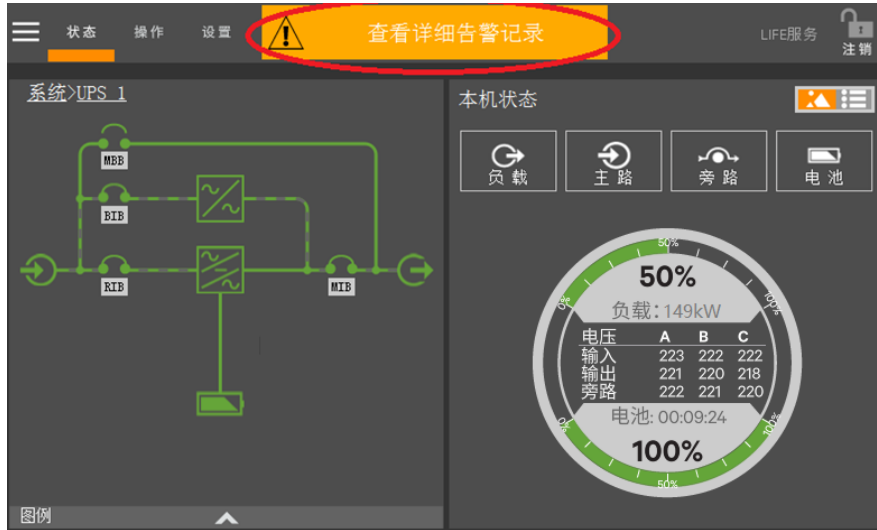 状态 操作 设置 查看详细告警记录 LIFE服务 注销
系统>UPS 1
MBB
BIB
RIB MIB
图例
本机状态
负载 主路 旁路 电池
50%
50%
0% 100%
负载：149kW
电压 A B C
输入 223 222 222
输出 221 220 218
旁路 222 221 220
电池: 00:09:24
0% 100%
100%
50%